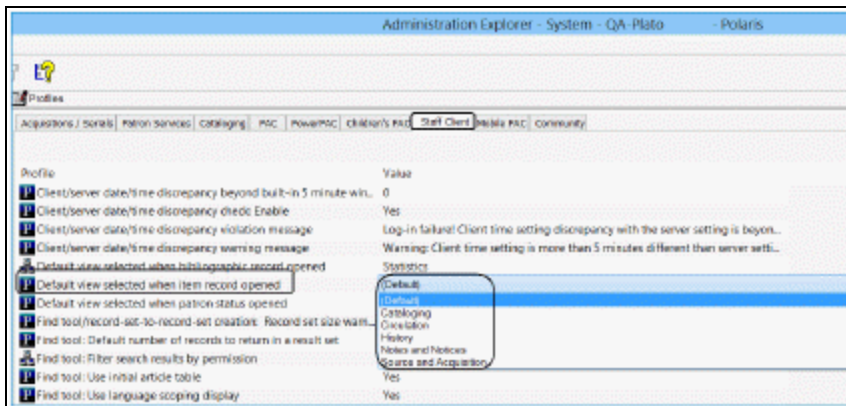 Administration Explorer - System - QA-Plato - Polaris
Profiles
Acquisitions / Serials Patron Services Cataloging PAC PowerPAC Children's PAC Staff Client Mobile PAC Community
Profile Value
Client/server date/time discrepancy beyond built-in 5 minute win... 0
Client/server date/time discrepancy check: Enable Yes
Client/server date/time discrepancy violation message Log-in failure! Client time setting discrepancy with the server setting is beyon...
Client/server date/time discrepancy warning message Warning: Client time setting is more than 5 minutes different than server setti...
Default view selected when bibliographic record opened Statistics
Default view selected when item record opened (Default)
(Default)
Default view selected when patron status opened
Cataloging
Find tool/record-set-to-record-set creation: Record set size warn...
Circulation
History
Find tool: Default number of records to return in a result set
Notes and Notices
Find tool: Filter search results by permission
Source and Acquisition
Find tool: Use initial article table Yes
Find tool: Use language scoping display Yes